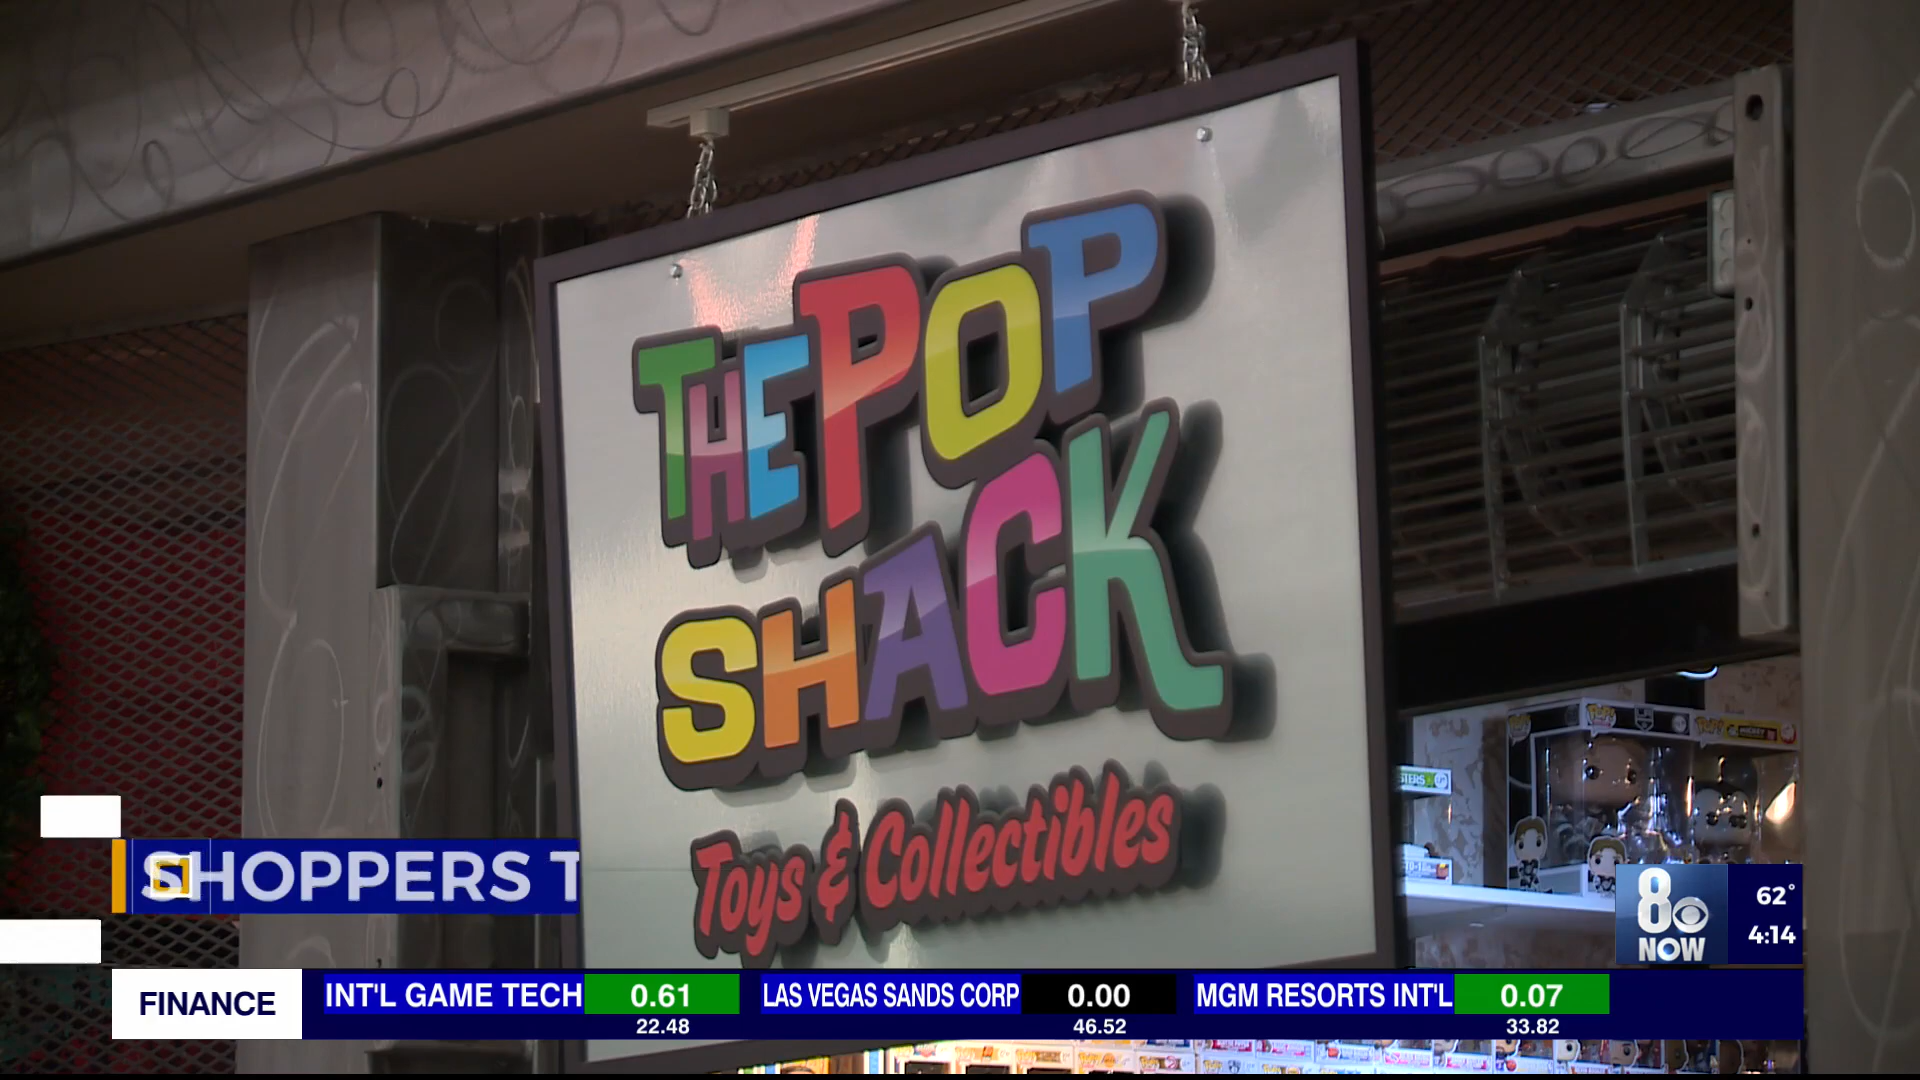 THE POP
SHACK
Toys & Collectibles
SHOPPERS T
8
NOW
62°
4:14
FINANCE
INT'L GAME TECH 0.61
22.48
LAS VEGAS SANDS CORP 0.00
46.52
MGM RESORTS INT'L 0.07
33.82